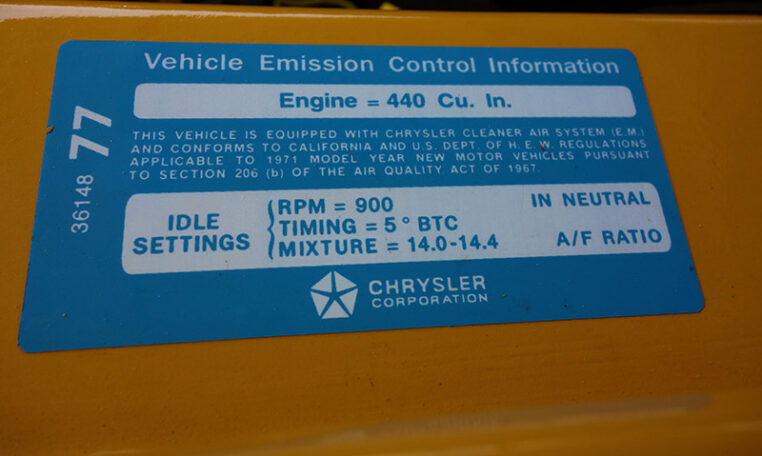 Vehicle Emission Control Information
Engine = 440 Cu. In.
THIS VEHICLE IS EQUIPPED WITH CHRYSLER CLEANER AIR SYSTEM (E.M.)
AND CONFORMS TO CALIFORNIA AND U.S. DEPT. OF H. E. W. REGULATIONS
APPLICABLE TO 1971 MODEL YEAR NEW MOTOR VEHICLES PURSUANT
TO SECTION 206 (b) OF THE AIR QUALITY ACT OF 1967.
36148 77
IDLE
SETTINGS
RPM = 900 IN NEUTRAL
TIMING = 5° BTC
MIXTURE = 14.0-14.4 A/F RATIO
CHRYSLER
CORPORATION